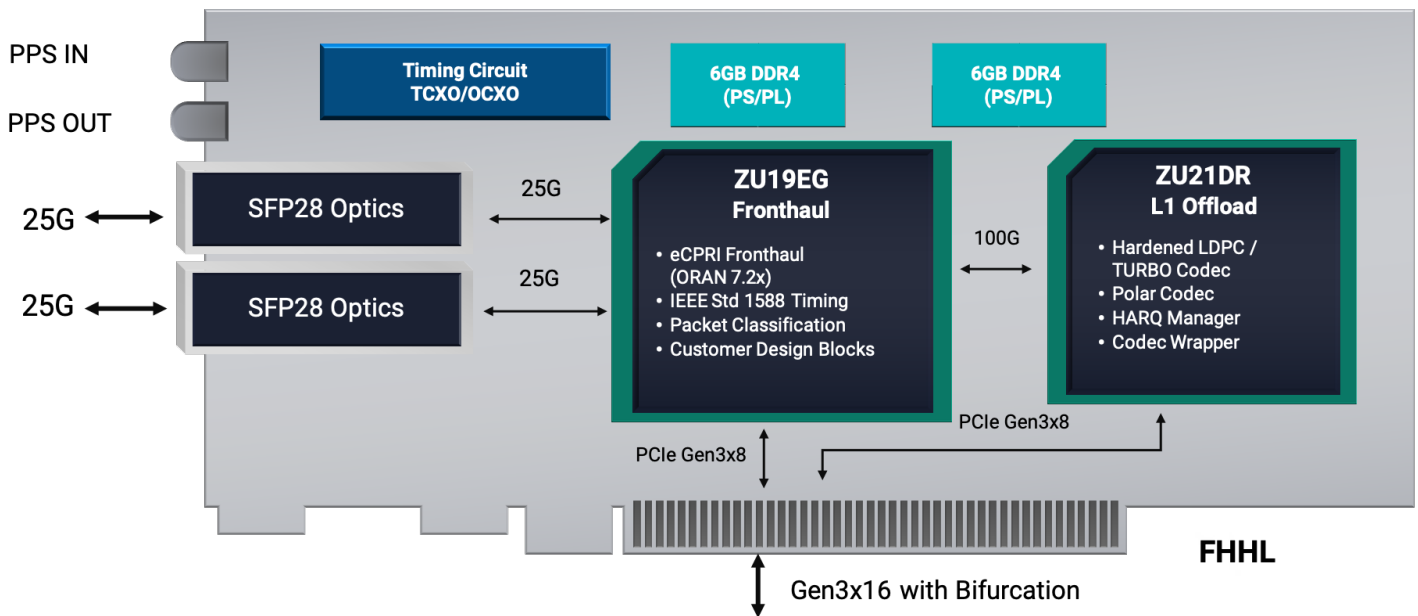 PPS IN
PPS OUT
Timing Circuit
TCXO/OCXO
6GB DDR4
(PS/PL)
6GB DDR4
(PS/PL)
25G
SFP28 Optics
25G
25G
SFP28 Optics
25G
ZU19EG
Fronthaul
• eCPRI Fronthaul
(ORAN 7.2x)
• IEEE Std 1588 Timing
• Packet Classification
• Customer Design Blocks
100G
ZU21DR
L1 Offload
• Hardened LDPC /
TURBO Codec
• Polar Codec
• HARQ Manager
• Codec Wrapper
PCIe Gen3x8
PCIe Gen3x8
FHHL
Gen3x16 with Bifurcation